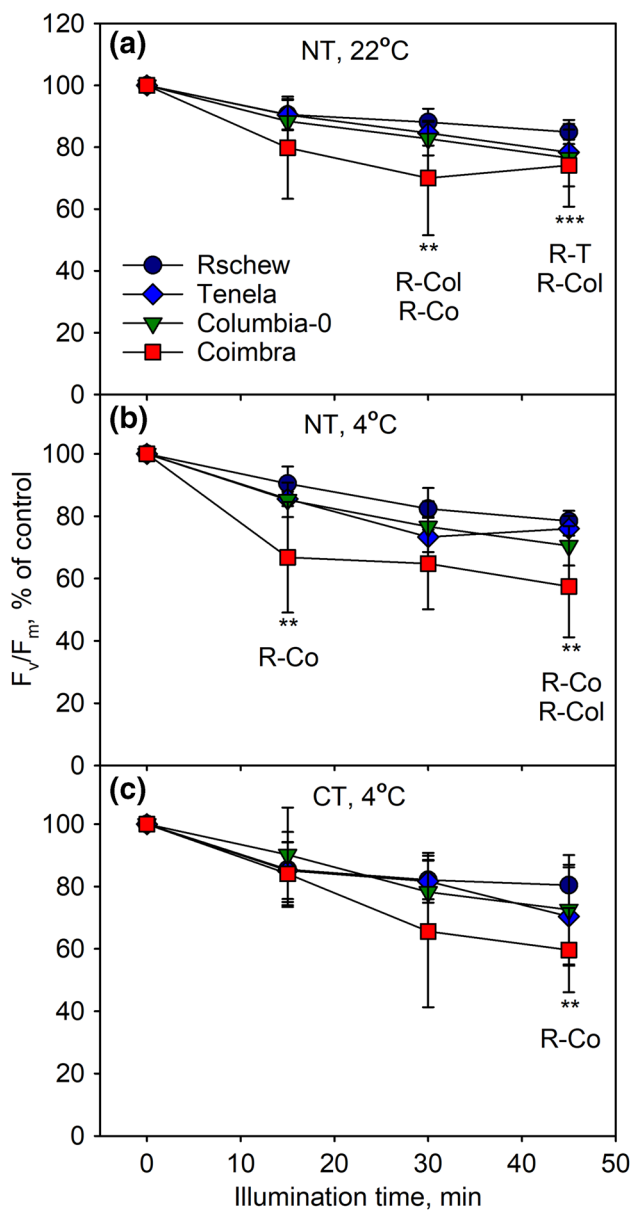 (a) NT, 22°C
120
100
80
60
40
20
0
Rschew
Tenela
Columbia-0
Coimbra
** 
R-Col
R-Co
***
R-T
R-Col
(b) NT, 4°C
100
80
60
40
20
0
**
R-Co
**
R-Co
R-Col
Fv/Fm, % of control
(c) CT, 4°C
100
80
60
40
20
0
**
R-Co
0 10 20 30 40 50
Illumination time, min